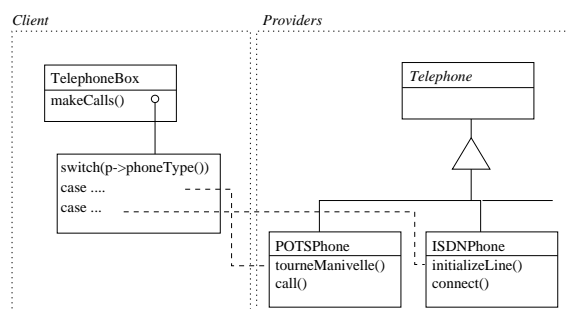 Client
Providers
TelephoneBox
makeCalls()
Telephone
switch(p->phoneType())
case ....
case ...
POTSPhone
tourneManivelle()
call()
ISDNPhone
initializeLine()
connect()